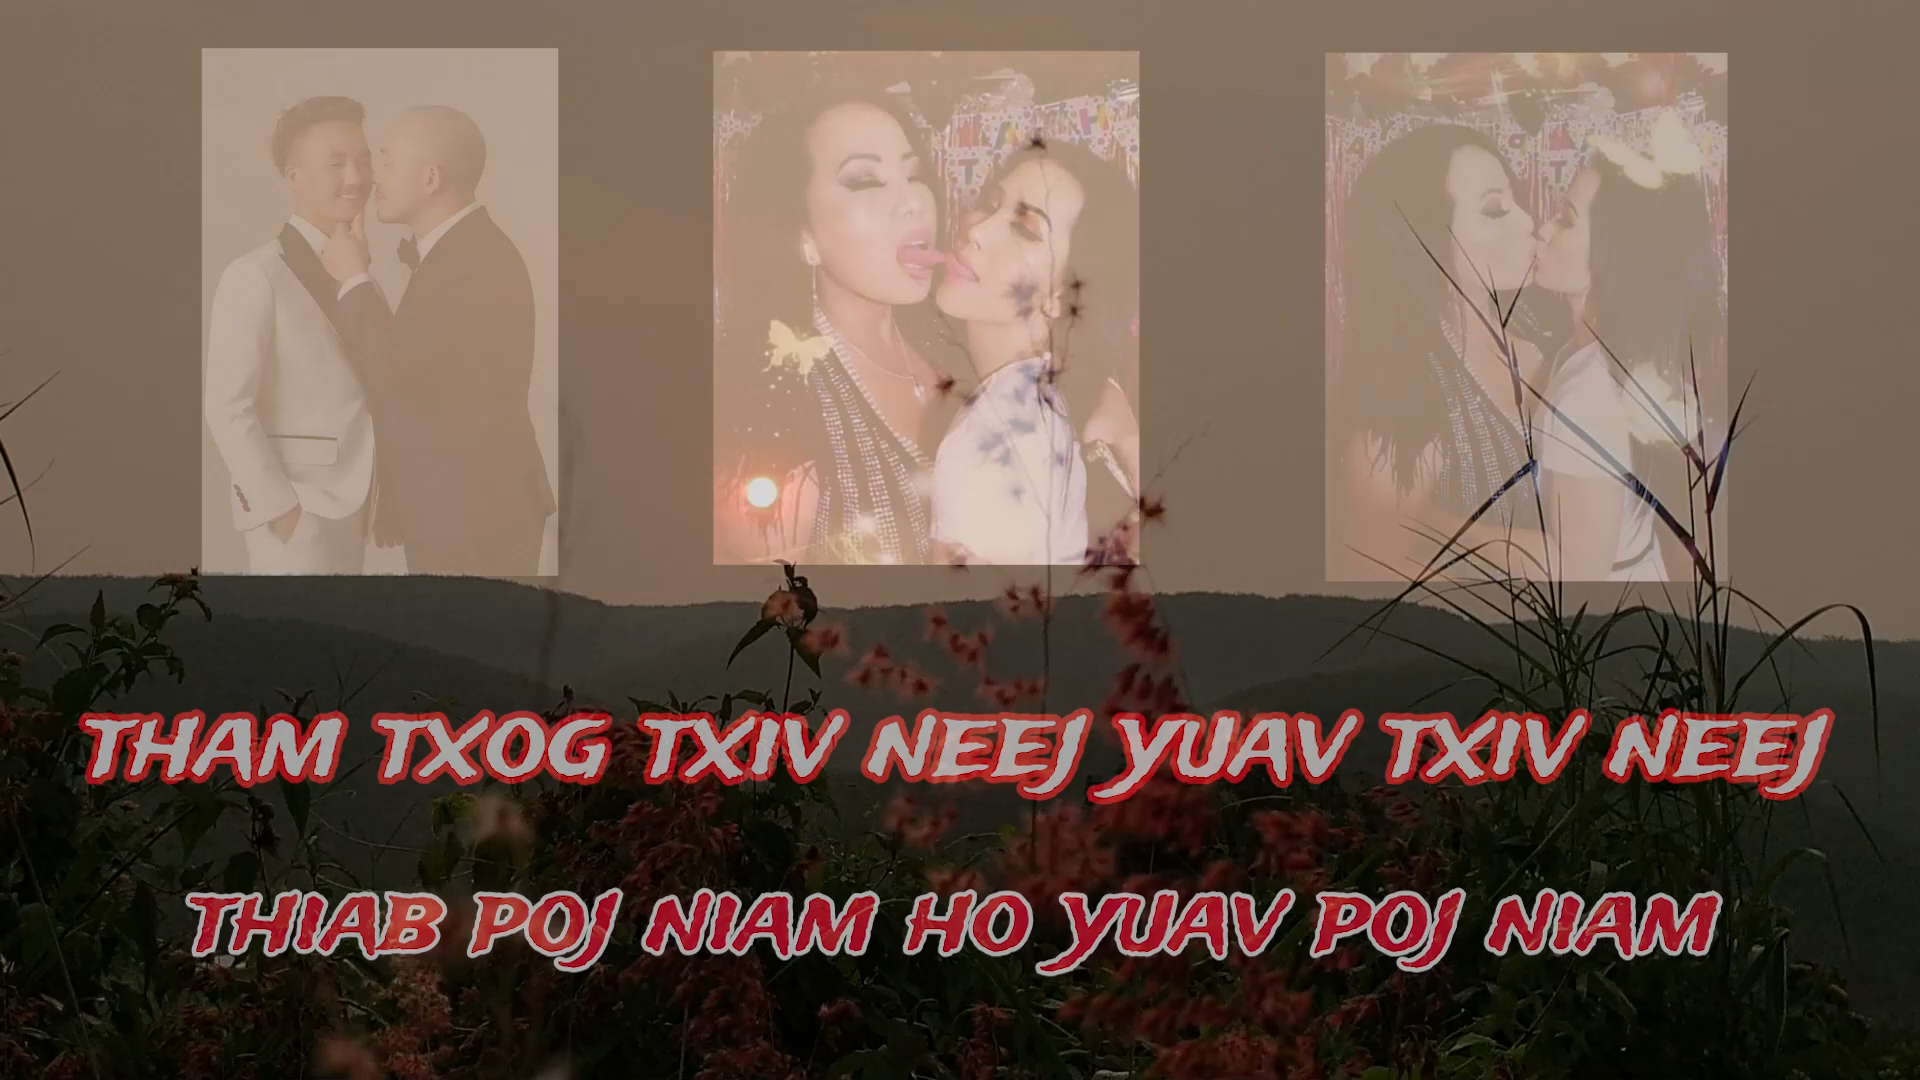 THAM TXOG TXIV NEEJ YUAV TXIV NEEJ
THIAB POJ NIAM HO YUAV POJ NIAM